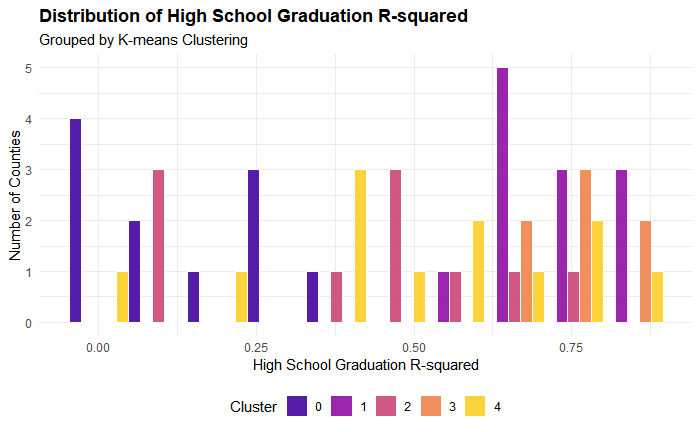 Distribution of High School Graduation R-squared
Grouped by K-means Clustering
Number of Counties
5
4
3
2
1
0
0.00 0.25 0.50 0.75
High School Graduation R-squared
Cluster 0 1 2 3 4